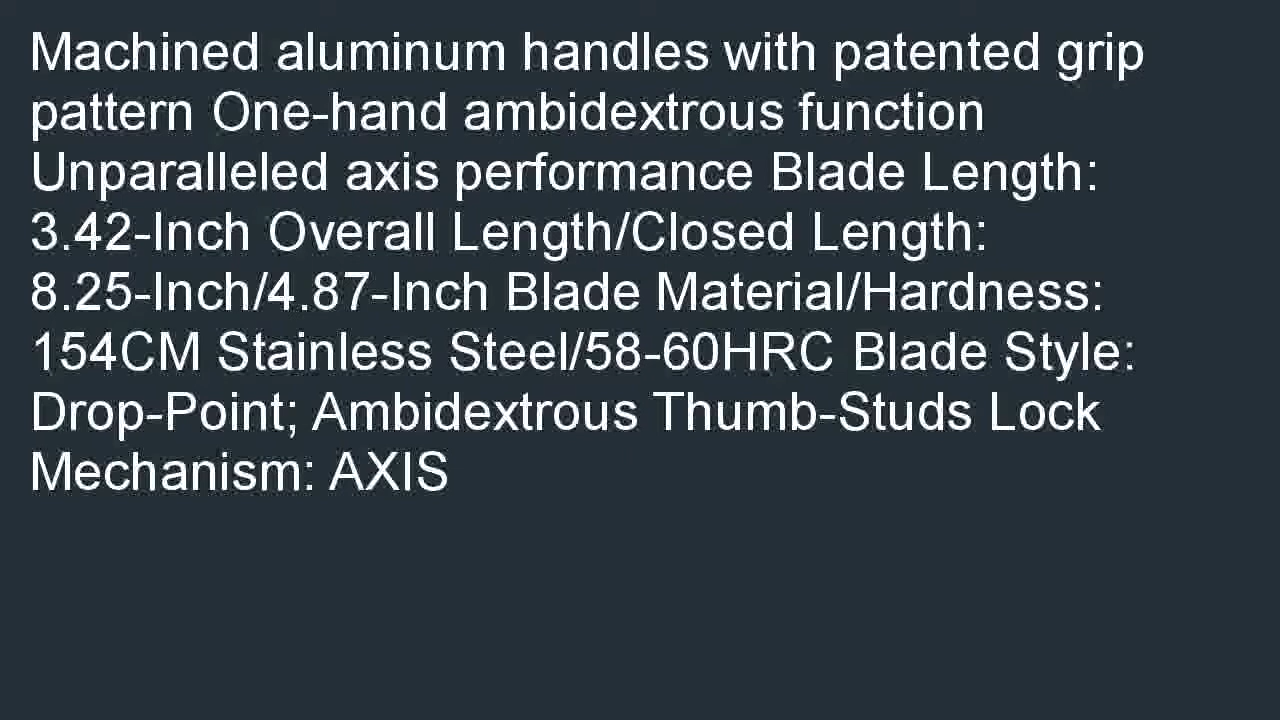 Machined aluminum handles with patented grip
pattern One-hand ambidextrous function
Unparalleled axis performance Blade Length:
3.42-Inch Overall Length/Closed Length:
8.25-Inch/4.87-Inch Blade Material/Hardness:
154CM Stainless Steel/58-60HRC Blade Style:
Drop-Point; Ambidextrous Thumb-Studs Lock
Mechanism: AXIS